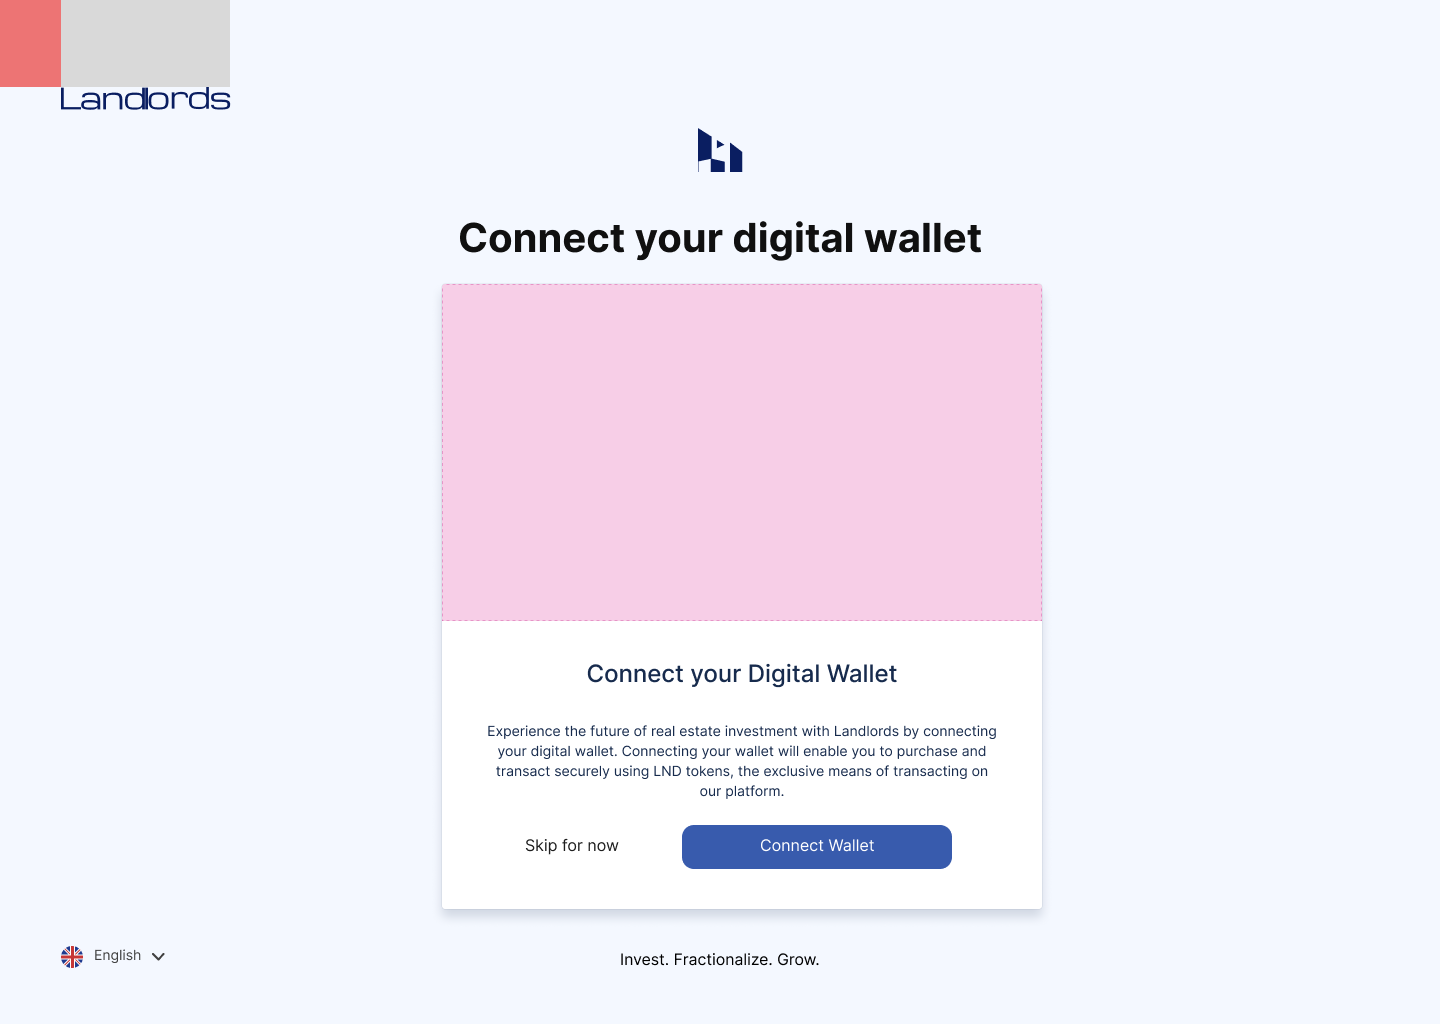 Landlords
Connect your digital wallet
Connect your Digital Wallet
Experience the future of real estate investment with Landlords by connecting
your digital wallet. Connecting your wallet will enable you to purchase and
transact securely using LND tokens, the exclusive means of transacting on
our platform.
Skip for now
Connect Wallet
English
Invest. Fractionalize. Grow.